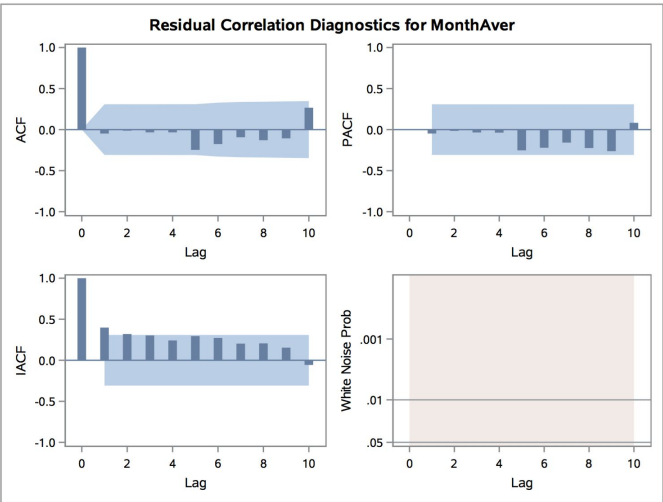 Residual Correlation Diagnostics for MonthAver
1.0
0.5
0.0
-0.5
-1.0
ACF
0 2 4 6 8 10
Lag
1.0
0.5
0.0
-0.5
-1.0
PACF
0 2 4 6 8 10
Lag
1.0
0.5
0.0
-0.5
-1.0
IACF
0 2 4 6 8 10
Lag
.001
.01
.05
White Noise Prob
0 2 4 6 8 10
Lag